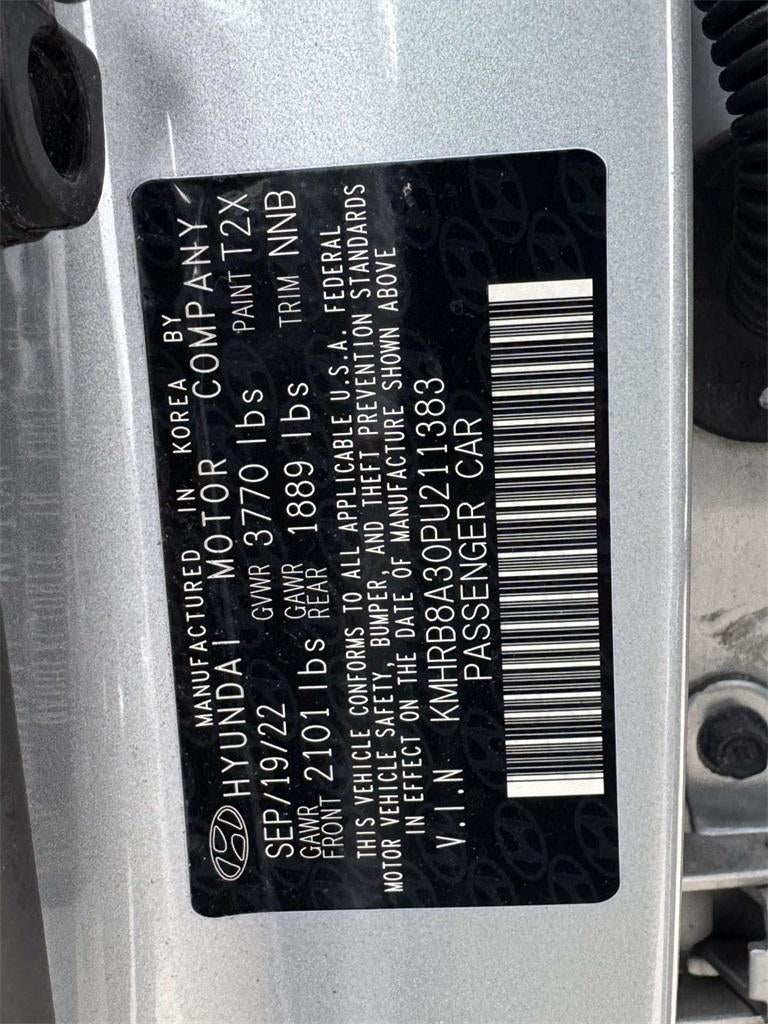 MANUFACTURED IN KOREA BY
HYUNDAI MOTOR COMPANY
SEP/19/22 GVWR 3770 lbs PAINT T2X
GAWR FRONT 2101 lbs GAWR REAR 1889 lbs TRIM NNB
THIS VEHICLE CONFORMS TO ALL APPLICABLE U.S.A. FEDERAL
MOTOR VEHICLE SAFETY, BUMPER, AND THEFT PREVENTION STANDARDS
IN EFFECT ON THE DATE OF MANUFACTURE SHOWN ABOVE
V.I.N KMHRB8A30PU211383
PASSENGER CAR